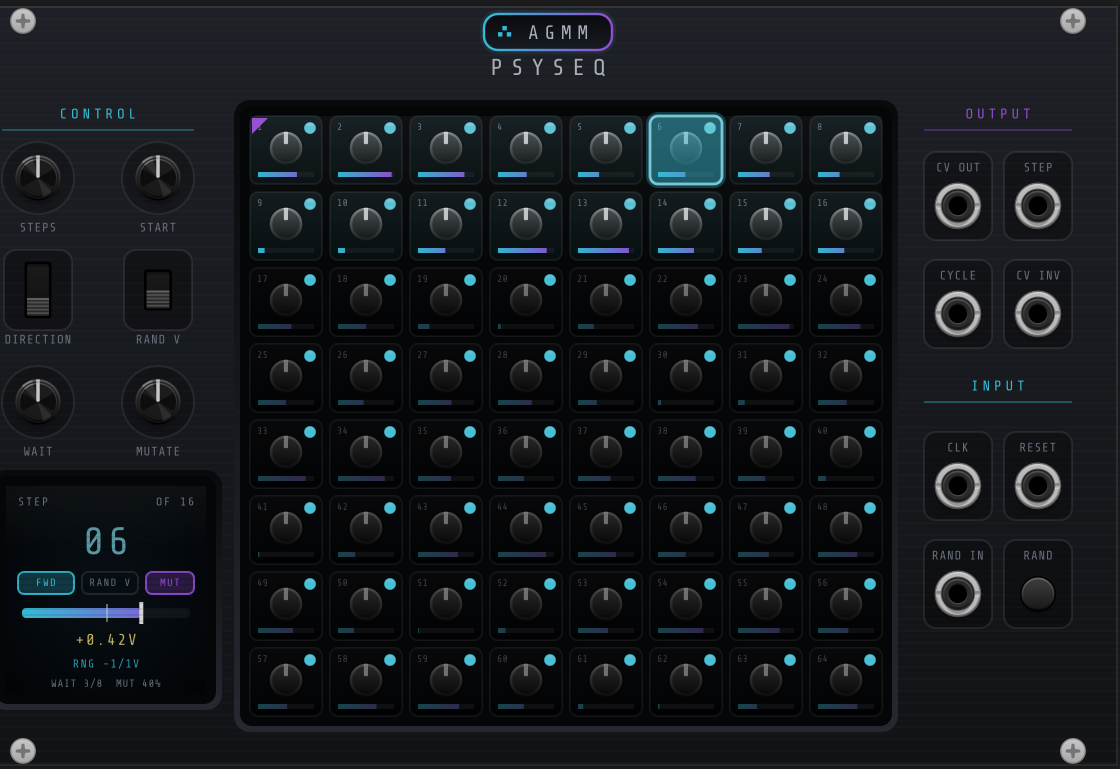 AGMM
PSYSEQ
CONTROL
STEPS
START
DIRECTION
RAND V
WAIT
MUTATE
STEP
OF 16
06
FWD
RAND V
MUT
+0.42V
RNG -1/1V
WAIT 3/8 MUT 40%
1 2 3 4 5 6 7 8
9 10 11 12 13 14 15 16
17 18 19 20 21 22 23 24
25 26 27 28 29 30 31 32
33 34 35 36 37 38 39 40
41 42 43 44 45 46 47 48
49 50 51 52 53 54 55 56
57 58 59 60 61 62 63 64
OUTPUT
CV OUT
STEP
CYCLE
CV INV
INPUT
CLK
RESET
RAND IN
RAND